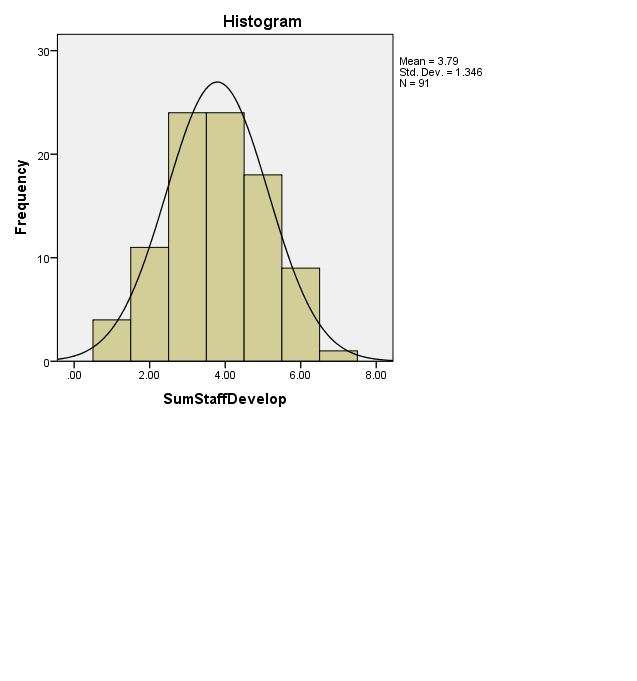 Histogram
Mean = 3.79
Std. Dev. = 1.346
N = 91
Frequency
30
20
10
0
.00 2.00 4.00 6.00 8.00
SumStaffDevelop